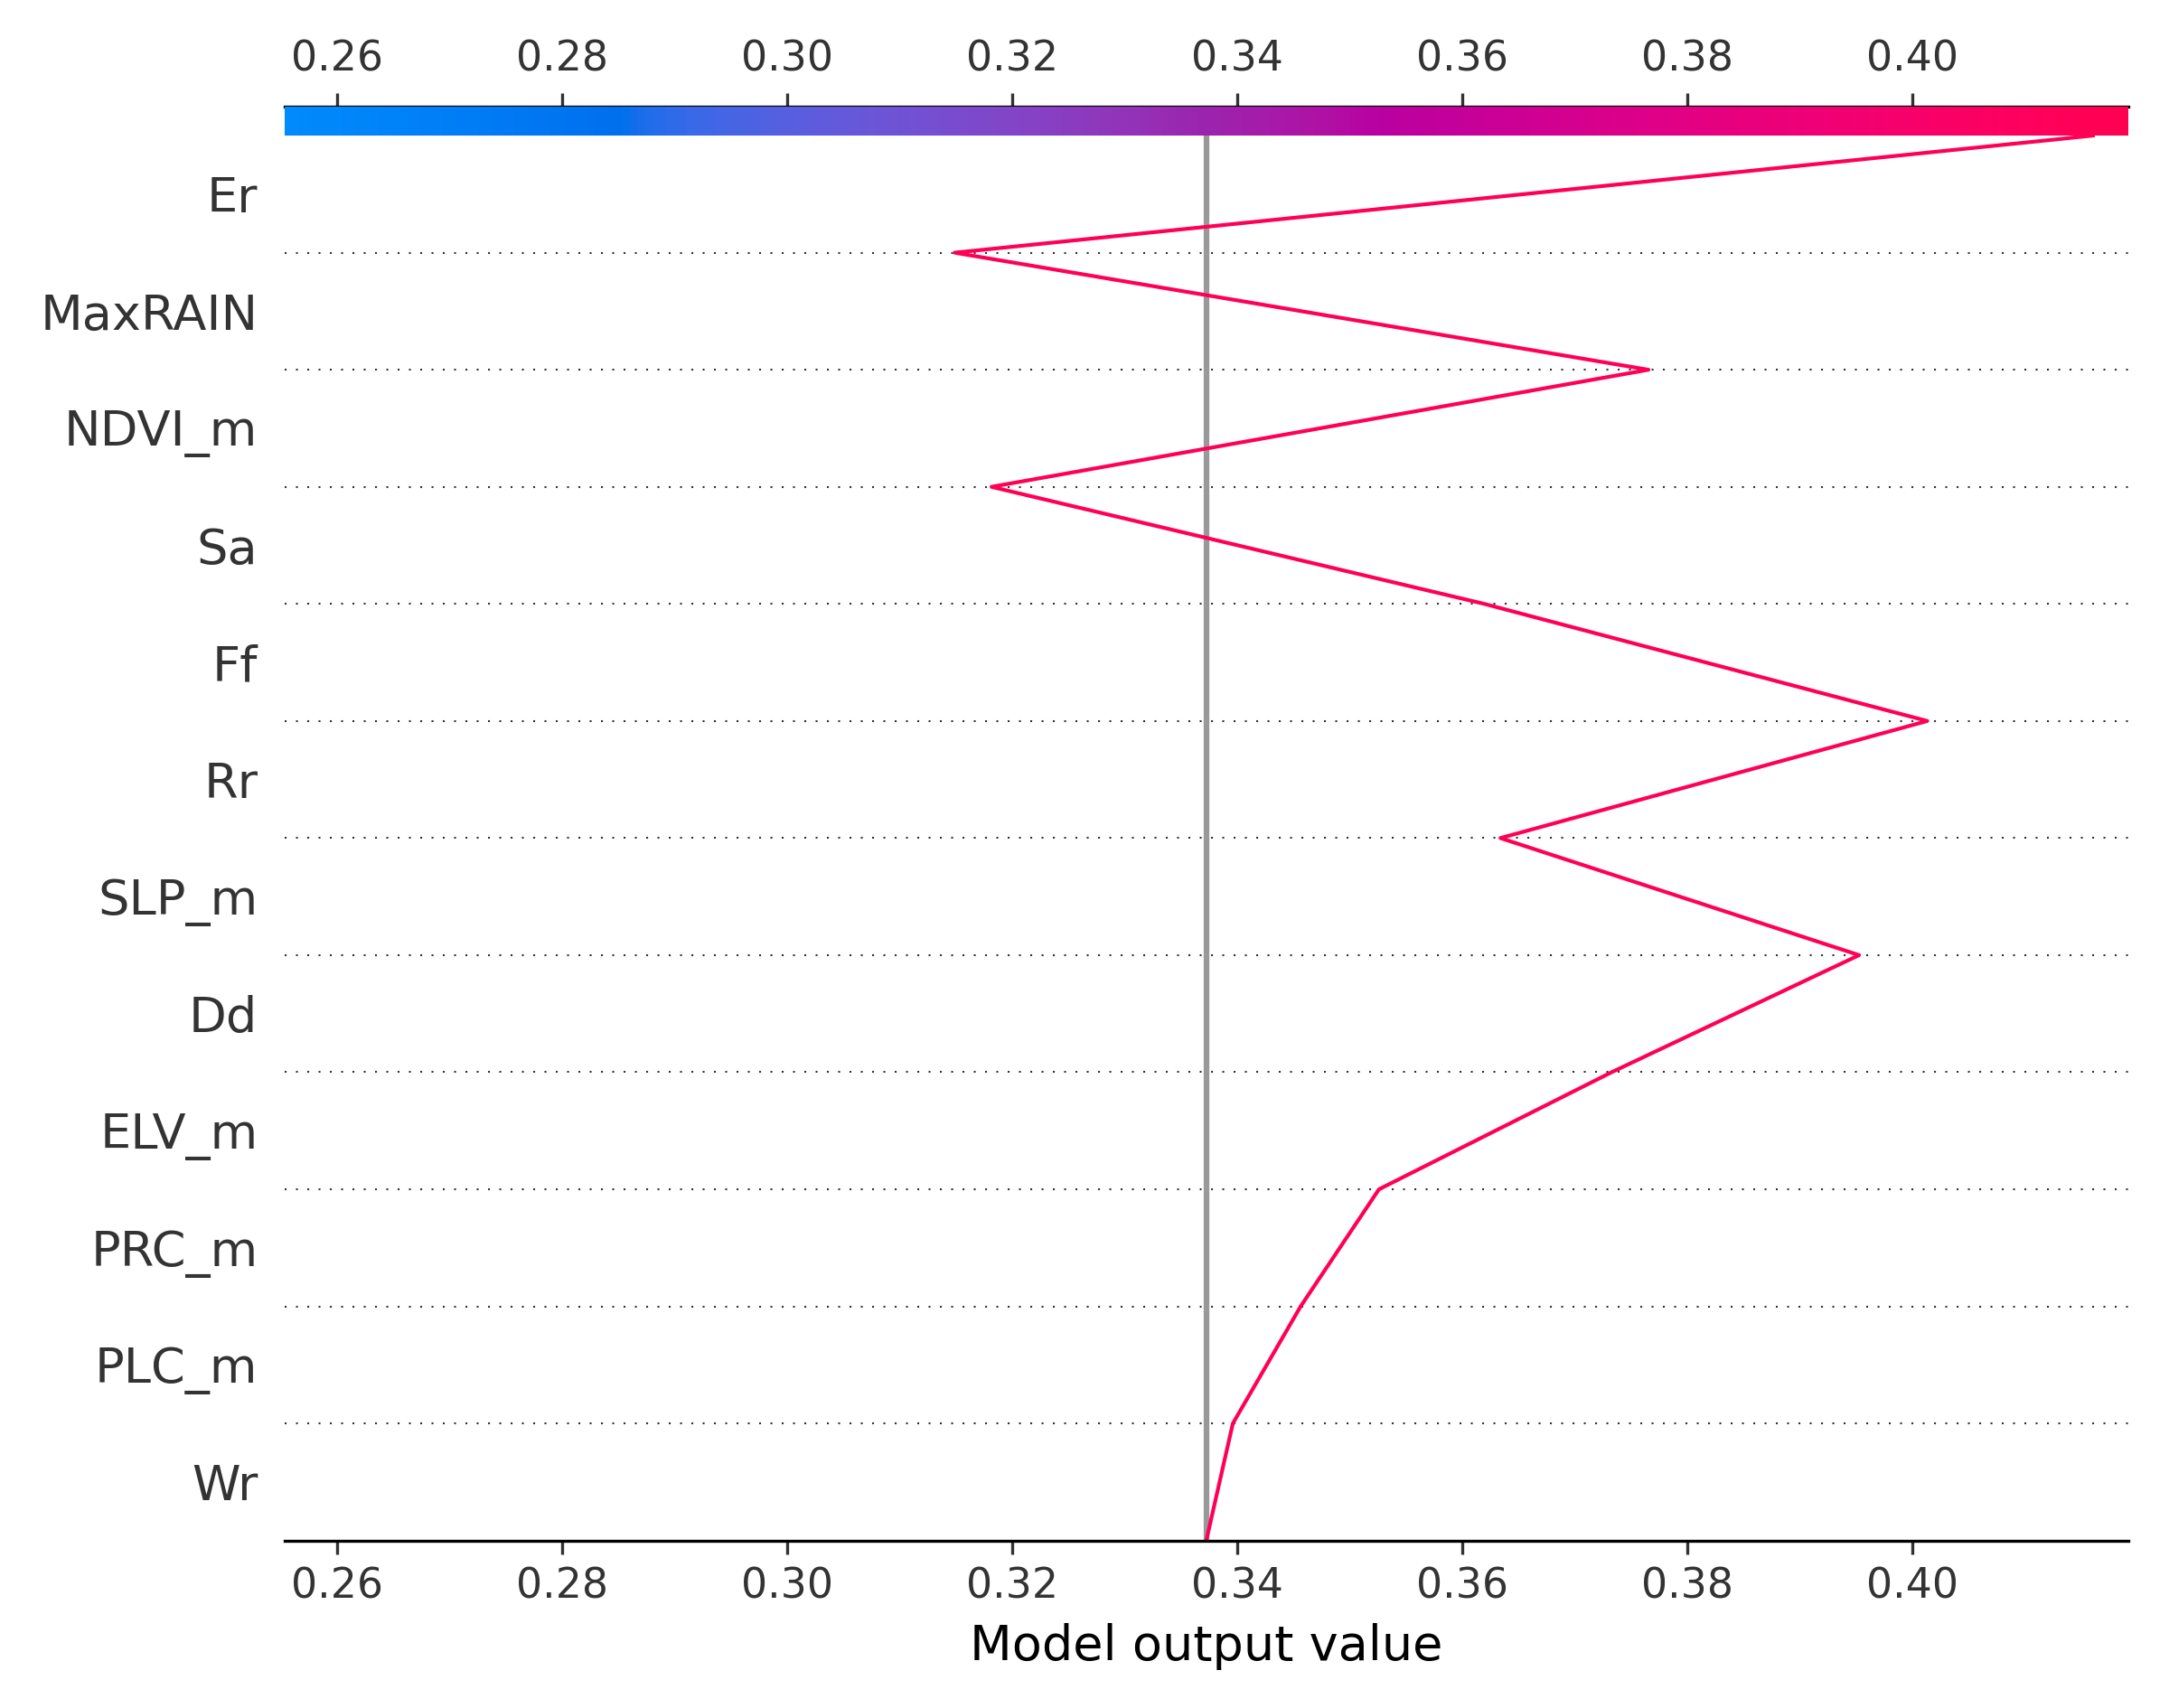 0.26 0.28 0.30 0.32 0.34 0.36 0.38 0.40
Er
MaxRAIN
NDVI_m
Sa
Ff
Rr
SLP_m
Dd
ELV_m
PRC_m
PLC_m
Wr
0.26 0.28 0.30 0.32 0.34 0.36 0.38 0.40
Model output value